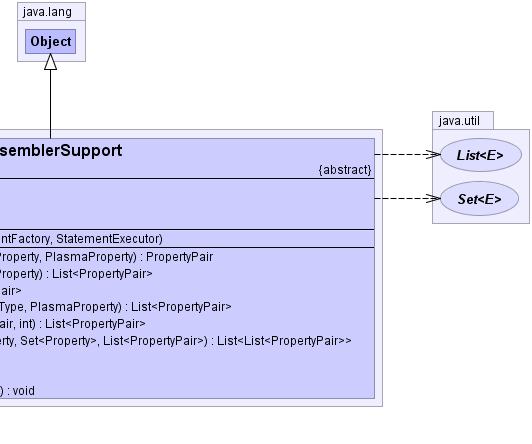 java.lang
Object
java.util
semblerSupport
List<E>
{abstract}
Set<E>
ntFactory, StatementExecutor)
Property, PlasmaProperty) : PropertyPair
Property) : List<PropertyPair>
air>
Type, PlasmaProperty) : List<PropertyPair>
air, int) : List<PropertyPair>
erty, Set<Property>, List<PropertyPair>) : List<List<PropertyPair>>
) : void